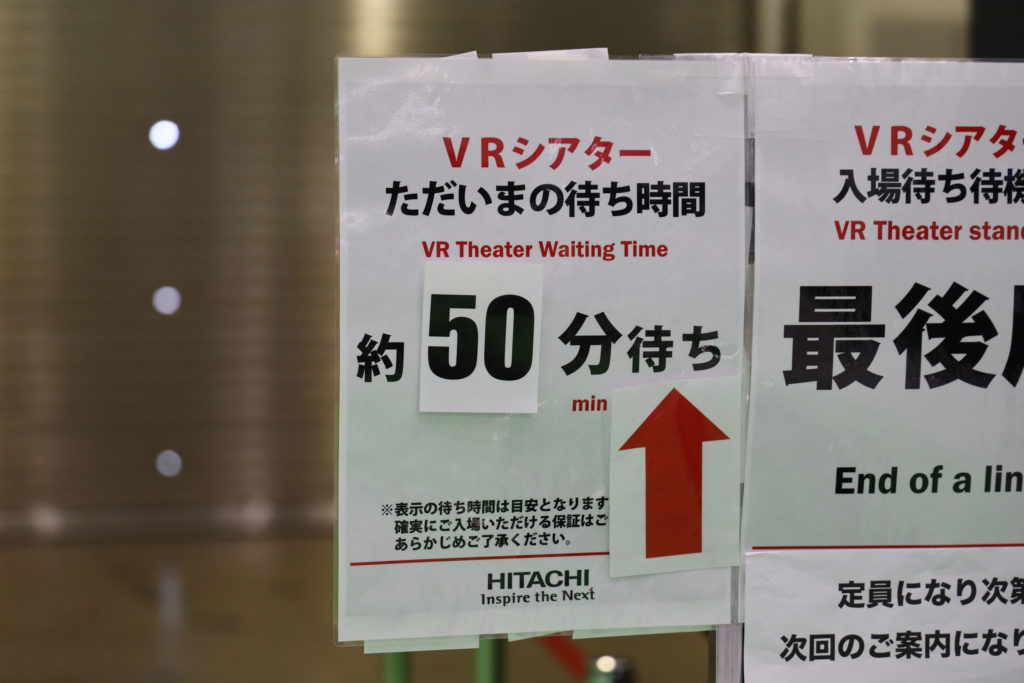 VRシアター
ただいまの待ち時間
VR Theater Waiting Time
約 50 分待ち
min
※表示の待ち時間は目安となります
確実にご入場いただける保証はご
あらかじめご了承ください。
HITACHI
Inspire the Next
VRシアタ
入場待ち待機
VR Theater stan
最後
End of a lin
定員になり次第
次回のご案内になり